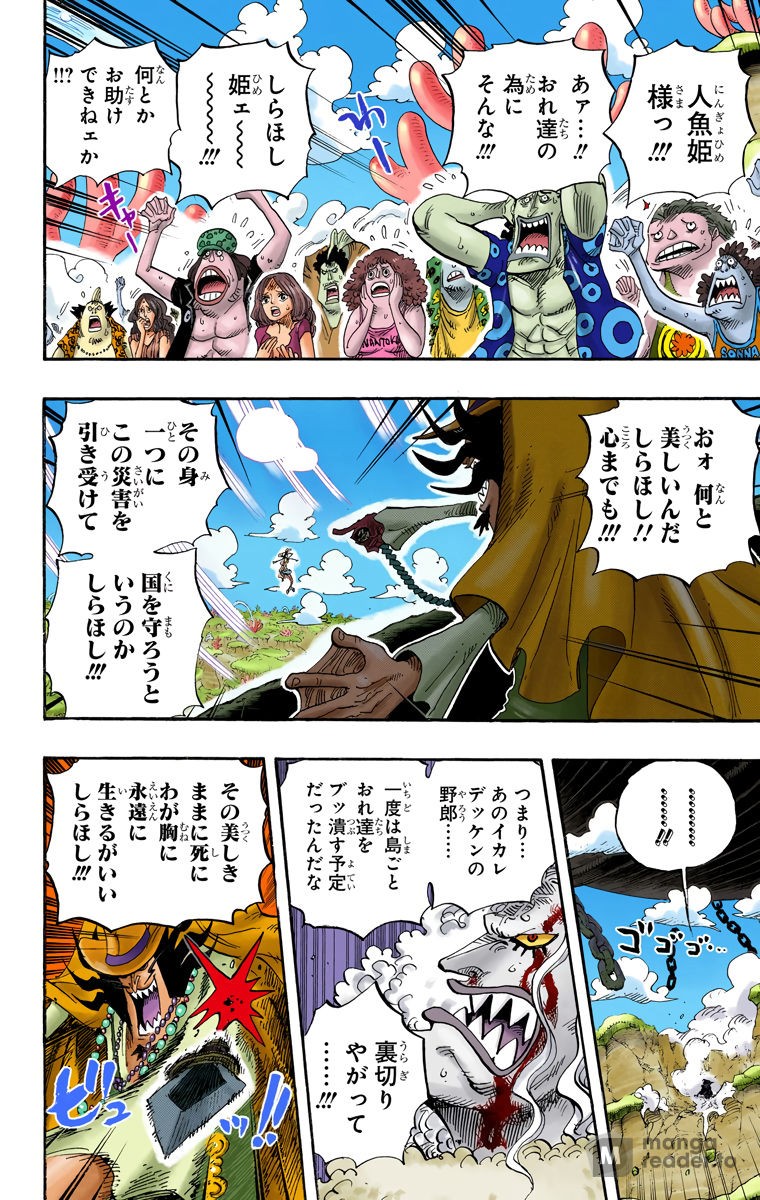 人魚姫
様っ!!!
あァ…!!
おれ達の
為に
そんな!!!
しらほし
姫ェ〜〜〜
〜〜〜!!!
何とか
お助け
できねェか
!!!?
わー
キャー
NANTOKA
SONNA
おォ 何と
美しいんだ
しらほし!!
心までも!!!
その身
一つに
この災害を
引き受けて
国を守ろうと
いうのか
しらほし!!!
………!!
………!!
ゴゴゴ…
つまり…
あのイカレ
デッケンの
野郎……
一度は島ごと
おれ達を
ブッ潰す予定
だったんだな
裏切り
やがって
……!!!
その美しき
ままに死に
わが胸に
永遠に
生きるがいい
しらほし!!!
ビュッ!!
M manga
reader.to